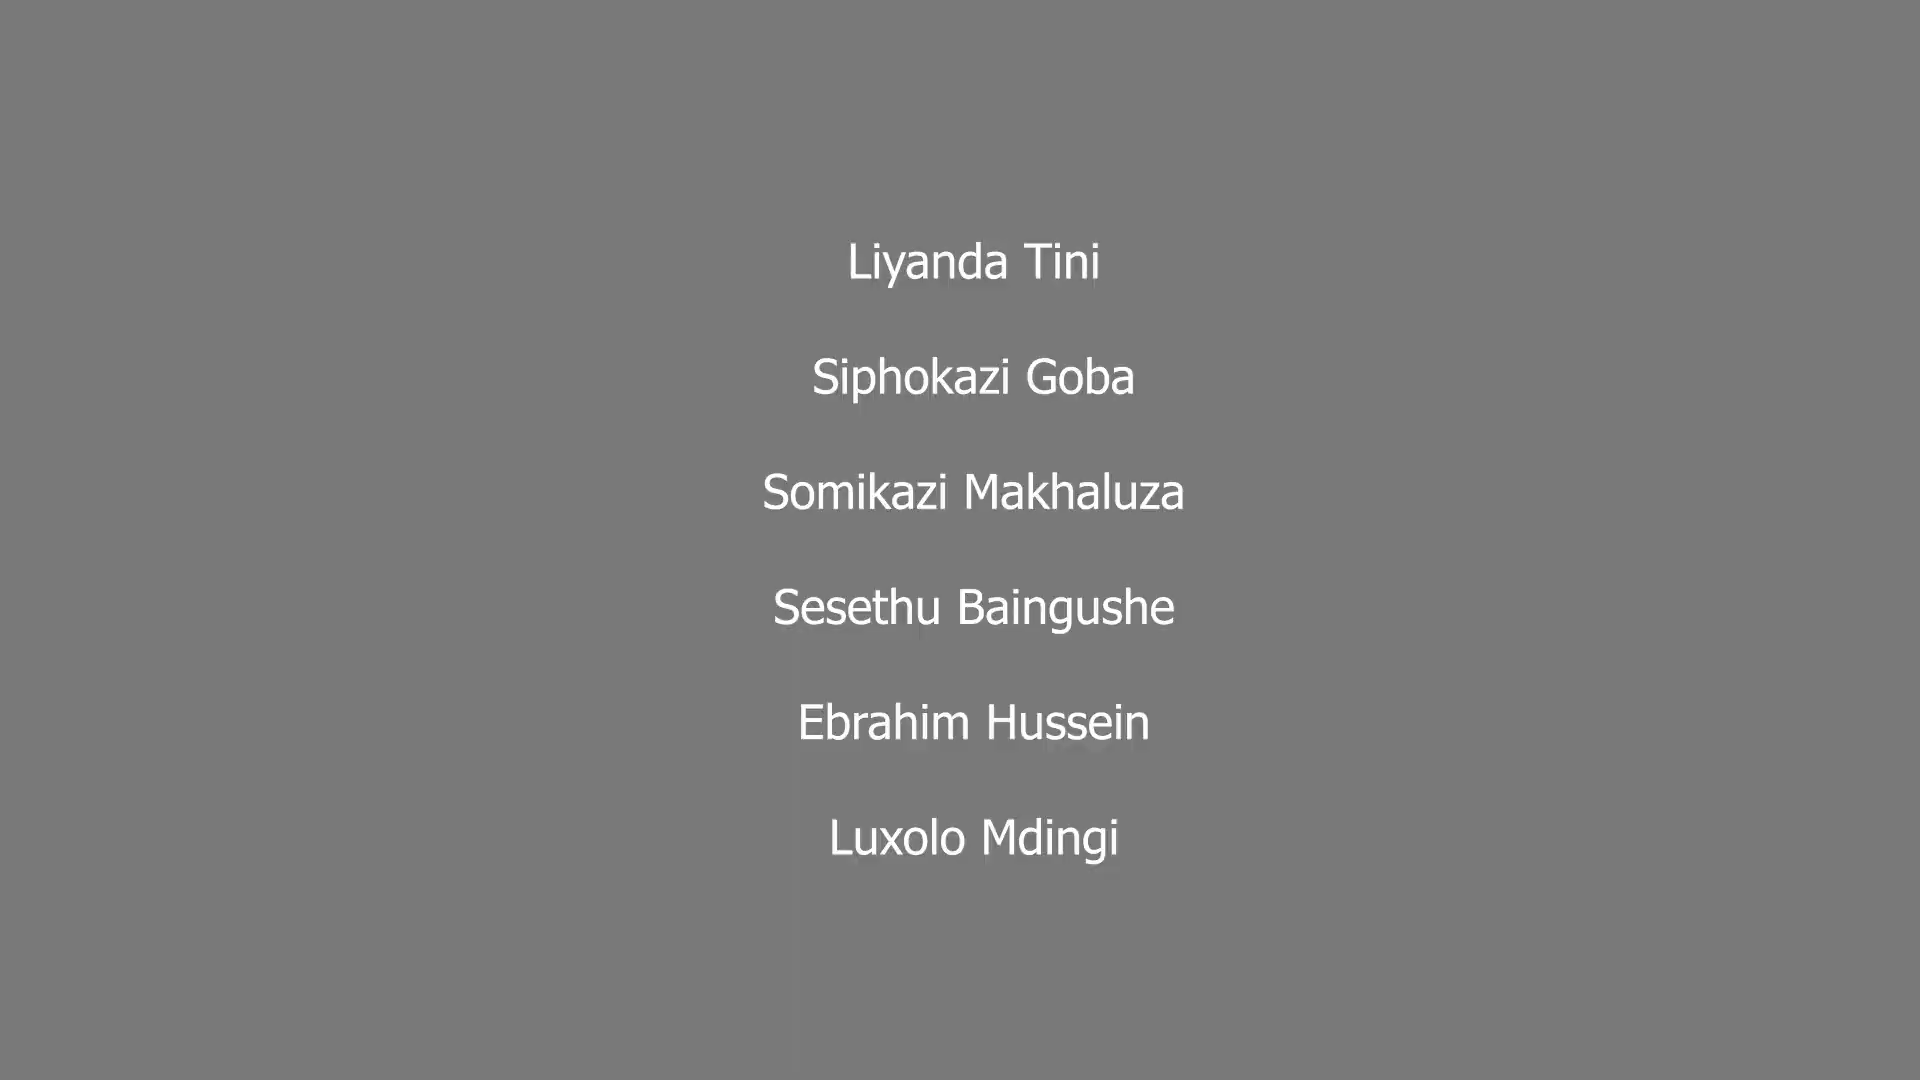 Liyanda Tini
Siphokazi Goba
Somikazi Makhaluza
Sesethu Baingushe
Ebrahim Hussein
Luxolo Mdingi